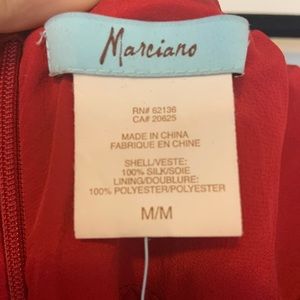 Marciano
RN# 62136
CA# 20625
MADE IN CHINA
FABRIQUE EN CHINE
SHELL/VESTE:
100% SILK/SOIE
LINING/DOUBLURE:
100% POLYESTER/POLYESTER
M/M